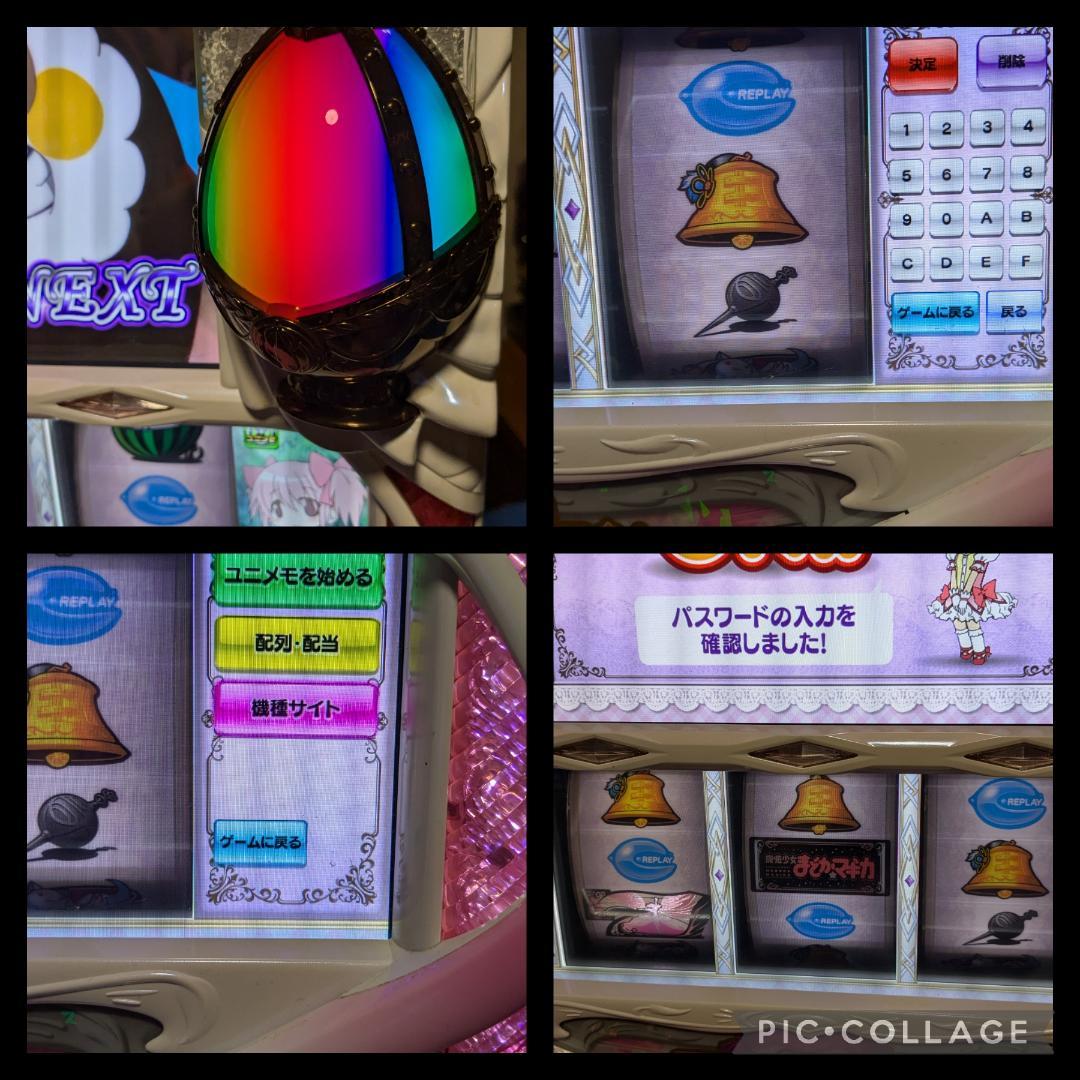 NEXT
REPLAY
REPLAY
決定
削除
1 2 3 4
5 6 7 8
9 0 A B
C D E F
ゲームに戻る
戻る
REPLAY
ユニメモを始める
配列・配当
機種サイト
ゲームに戻る
パスワードの入力を
確認しました!
REPLAY
REPLAY
魔法少女
まどか☆マギカ
REPLAY
PIC•COLLAGE